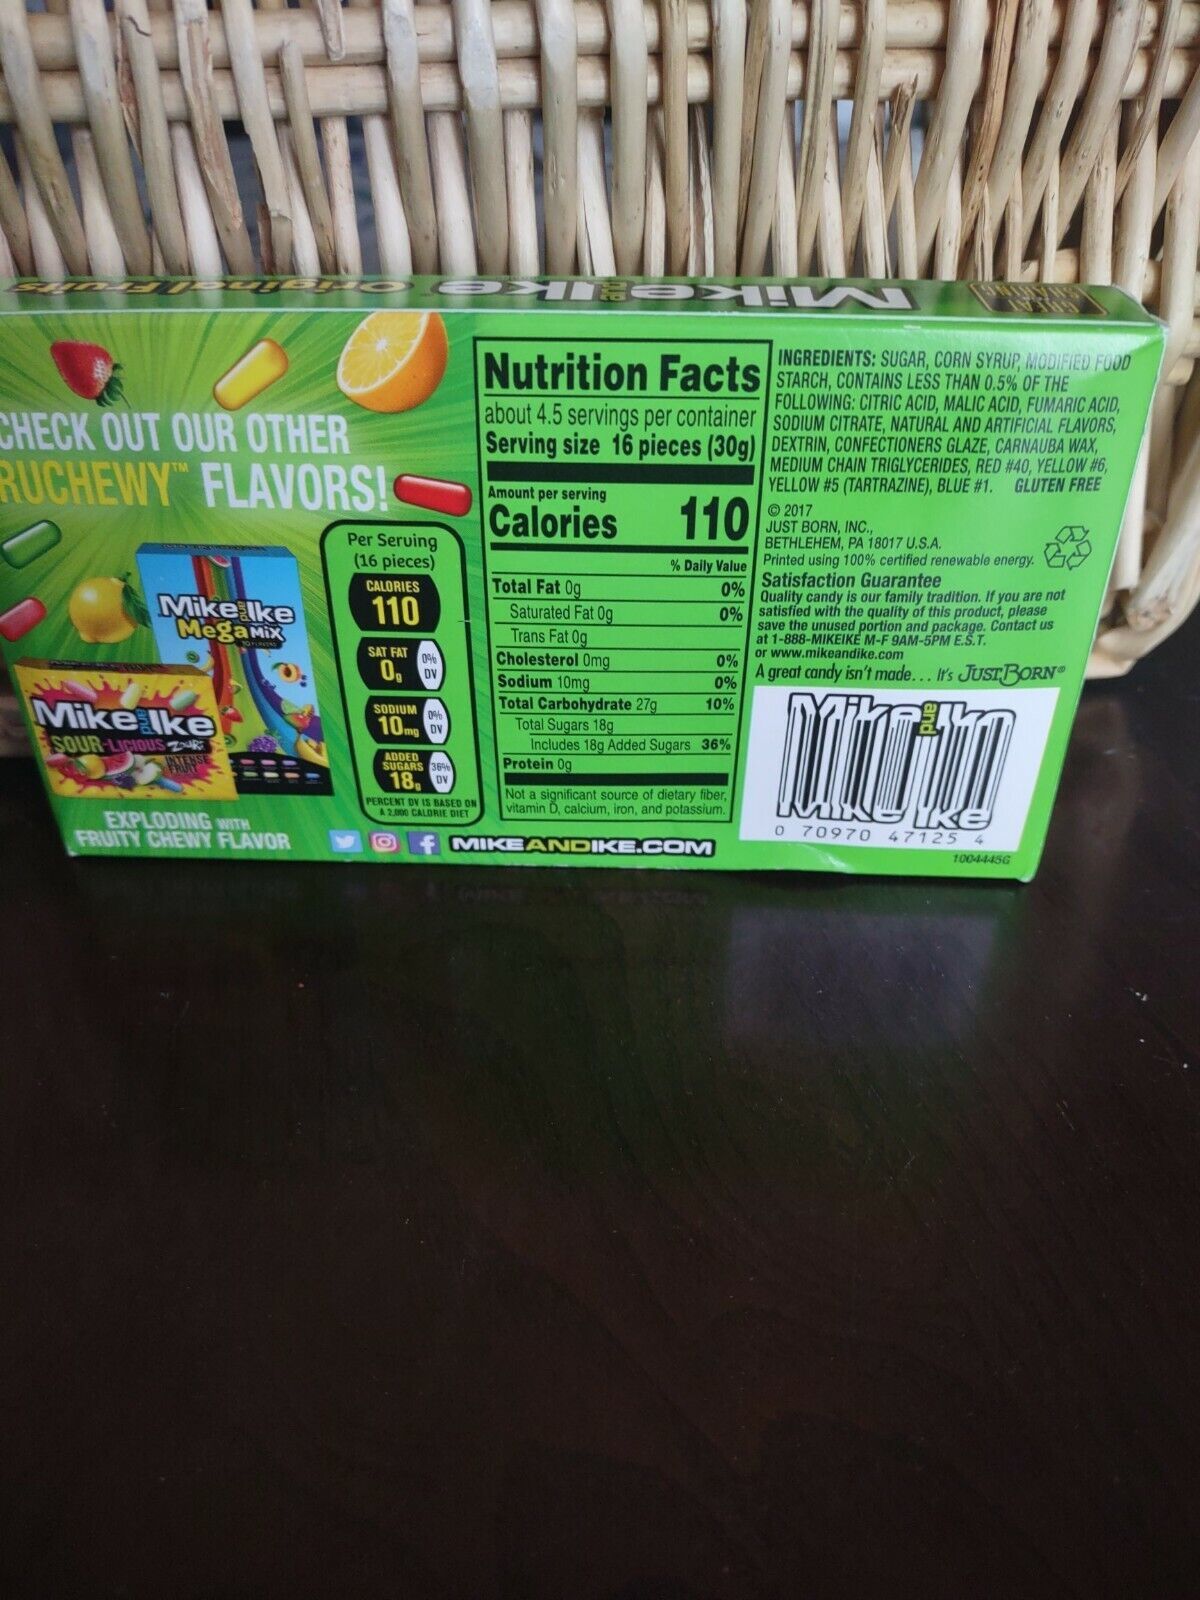 Mike and Ike Original Fruits
GREAT FOR SHARING
CHECK OUT OUR OTHER
RUCHEWY™ FLAVORS!
Mike and Ike
Mega Mix
10 FLAVORS
Mike and Ike
SOUR-LICIOUS Zours
INTENSE
FRUIT
EXPLODING WITH
FRUITY CHEWY FLAVOR
Per Serving
(16 pieces)
CALORIES
110
SAT FAT
0g 0% DV
SODIUM
10mg 0% DV
ADDED
SUGARS
18g 36% DV
PERCENT DV IS BASED ON
A 2,000 CALORIE DIET
MIKEANDIKE.COM
Nutrition Facts
about 4.5 servings per container
Serving size 16 pieces (30g)
Amount per serving
Calories 110
% Daily Value
Total Fat 0g 0%
Saturated Fat 0g 0%
Trans Fat 0g
Cholesterol 0mg 0%
Sodium 10mg 0%
Total Carbohydrate 27g 10%
Total Sugars 18g
Includes 18g Added Sugars 36%
Protein 0g
Not a significant source of dietary fiber,
vitamin D, calcium, iron, and potassium.
INGREDIENTS: SUGAR, CORN SYRUP, MODIFIED FOOD
STARCH, CONTAINS LESS THAN 0.5% OF THE
FOLLOWING: CITRIC ACID, MALIC ACID, FUMARIC ACID,
SODIUM CITRATE, NATURAL AND ARTIFICIAL FLAVORS,
DEXTRIN, CONFECTIONERS GLAZE, CARNAUBA WAX,
MEDIUM CHAIN TRIGLYCERIDES, RED #40, YELLOW #6,
YELLOW #5 (TARTRAZINE), BLUE #1. GLUTEN FREE
© 2017
JUST BORN, INC.,
BETHLEHEM, PA 18017 U.S.A.
Printed using 100% certified renewable energy.
Satisfaction Guarantee
Quality candy is our family tradition. If you are not
satisfied with the quality of this product, please
save the unused portion and package. Contact us
at 1-888-MIKEIKE M-F 9AM-5PM E.S.T.
or www.mikeandike.com
A great candy isn't made... It's JUST BORN®
Mike and Ike
0 70970 47125 4
1004445G